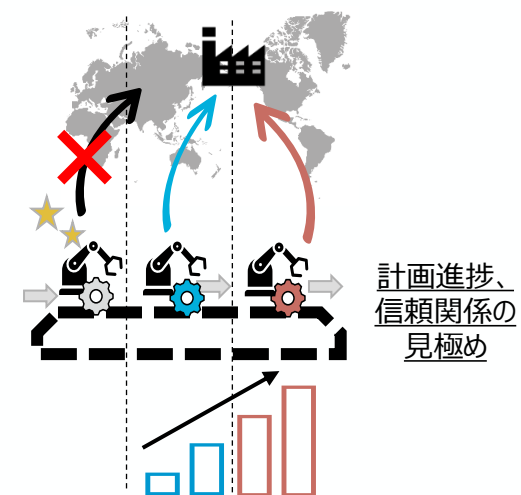 計画進捗、
信頼関係の
見極め